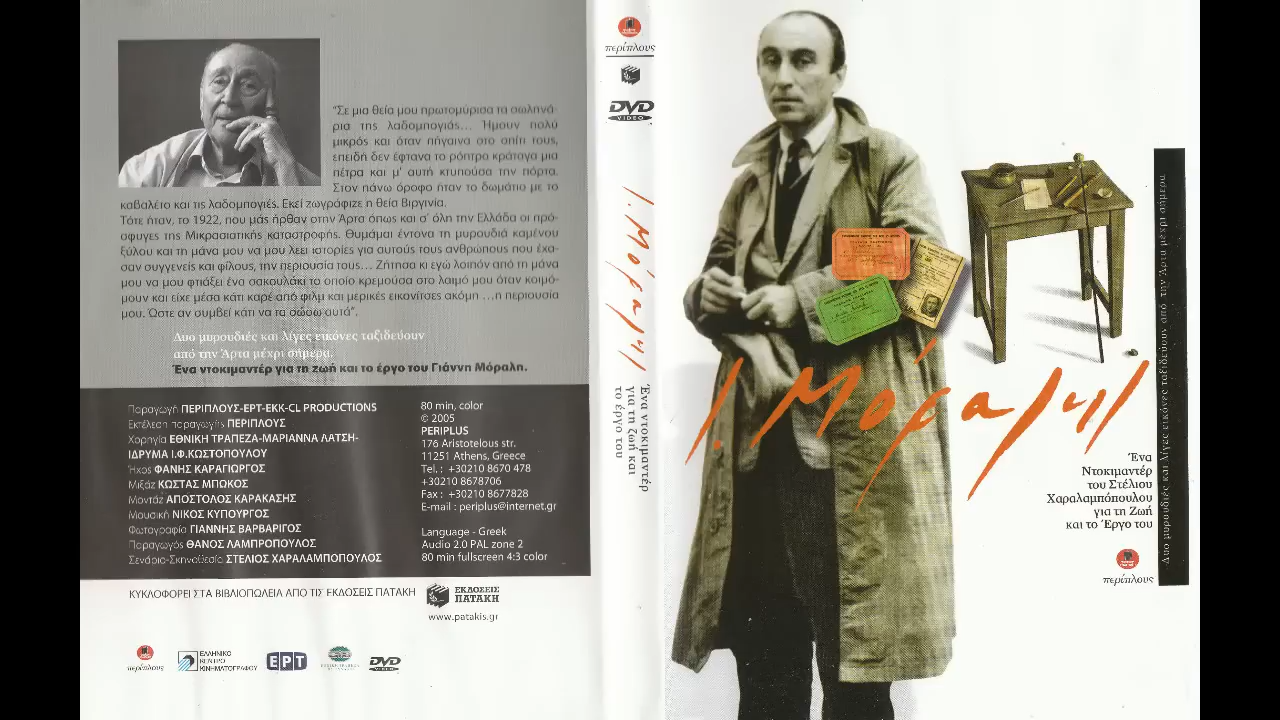 "Σε μια θεία μου πρωτομύρισα τα σωληνά-
ρια της λαδομπογιάς... Ήμουν πολύ
μικρός και όταν πήγαινα στο σπίτι τους,
επειδή δεν έφτανα το ρόπτρο κράταγα μια
πέτρα και μ' αυτή κτυπούσα την πόρτα.
Στον πάνω όροφο ήταν το δωμάτιο με το
καβαλέτο και τις λαδομπογιές. Εκεί ζωγράφιζε η θεία Βιργινία.
Τότε ήταν, το 1922, που μάς ήρθαν στην Άρτα όπως και σ' όλη την Ελλάδα οι πρό-
σφυγες της Μικρασιατικής καταστροφής. Θυμάμαι έντονα τη μυρουδιά καμένου
ξύλου και τη μάνα μου να μου λεει ιστορίες για αυτούς τους ανθρώπους που έχα-
σαν συγγενείς και φίλους, την περιουσία τους... Ζήτησα κι εγώ λοιπόν από τη μάνα
μου να μου φτιάξει ένα σακουλάκι το οποίο κρεμούσα στο λαιμό μου όταν κοιμό-
μουν και είχε μέσα κάτι καρέ από φιλμ και μερικές εικονίτσες ακόμη ...η περιουσία
μου. Ώστε αν συμβεί κάτι να τα σώσω αυτά".
Δυο μυρουδιές και λίγες εικόνες ταξιδεύουν
από την Άρτα μέχρι σήμερα.
Ένα ντοκιμαντέρ για τη ζωή και το έργο του Γιάννη Μόραλη.
Παραγωγή ΠΕΡΙΠΛΟΥΣ-ΕΡΤ-ΕΚΚ-CL PRODUCTIONS
Εκτέλεση παραγωγής ΠΕΡΙΠΛΟΥΣ
Χορηγία ΕΘΝΙΚΗ ΤΡΑΠΕΖΑ-ΜΑΡΙΑΝΝΑ ΛΑΤΣΗ-
ΙΔΡΥΜΑ Ι.Φ.ΚΩΣΤΟΠΟΥΛΟΥ
Ήχος ΦΑΝΗΣ ΚΑΡΑΓΙΩΡΓΟΣ
Μιξάζ ΚΩΣΤΑΣ ΜΠΩΚΟΣ
Μοντάζ ΑΠΟΣΤΟΛΟΣ ΚΑΡΑΚΑΣΗΣ
Μουσική ΝΙΚΟΣ ΚΥΠΟΥΡΓΟΣ
Φωτογραφία ΓΙΑΝΝΗΣ ΒΑΡΒΑΡΙΓΟΣ
Παραγωγός ΘΑΝΟΣ ΛΑΜΠΡΟΠΟΥΛΟΣ
Σενάριο-Σκηνοθεσία ΣΤΕΛΙΟΣ ΧΑΡΑΛΑΜΠΟΠΟΥΛΟΣ
80 min, color
© 2005
PERIPLUS
176 Aristotelous str.
11251 Athens, Greece
Tel. : +30210 8670 478
+30210 8678706
Fax : +30210 8677828
E-mail : periplus@internet.gr
Language - Greek
Audio 2.0 PAL zone 2
80 min fullscreen 4:3 color
ΚΥΚΛΟΦΟΡΕΙ ΣΤΑ ΒΙΒΛΙΟΠΩΛΕΙΑ ΑΠΟ ΤΙΣ ΕΚΔΟΣΕΙΣ ΠΑΤΑΚΗ
ΕΚΔΟΣΕΙΣ
ΠΑΤΑΚΗ
www.patakis.gr
περίπλους
ΕΛΛΗΝΙΚΟ
ΚΕΝΤΡΟ
ΚΙΝΗΜΑΤΟΓΡΑΦΟΥ
ΕΡΤ
DVD
περίπλους
DVD
VIDEO
Ι. Μόραλης
Ένα ντοκιμαντέρ
για τη ζωή και
το έργο του
Ι. Μόραλης
Ένα
Ντοκιμαντέρ
του Στέλιου
Χαραλαμπόπουλου
για τη Ζωή
και το Έργο του
περίπλους
Δυο μυρουδιές και λίγες εικόνες ταξιδεύουν από την Άρτα μέχρι σήμερα